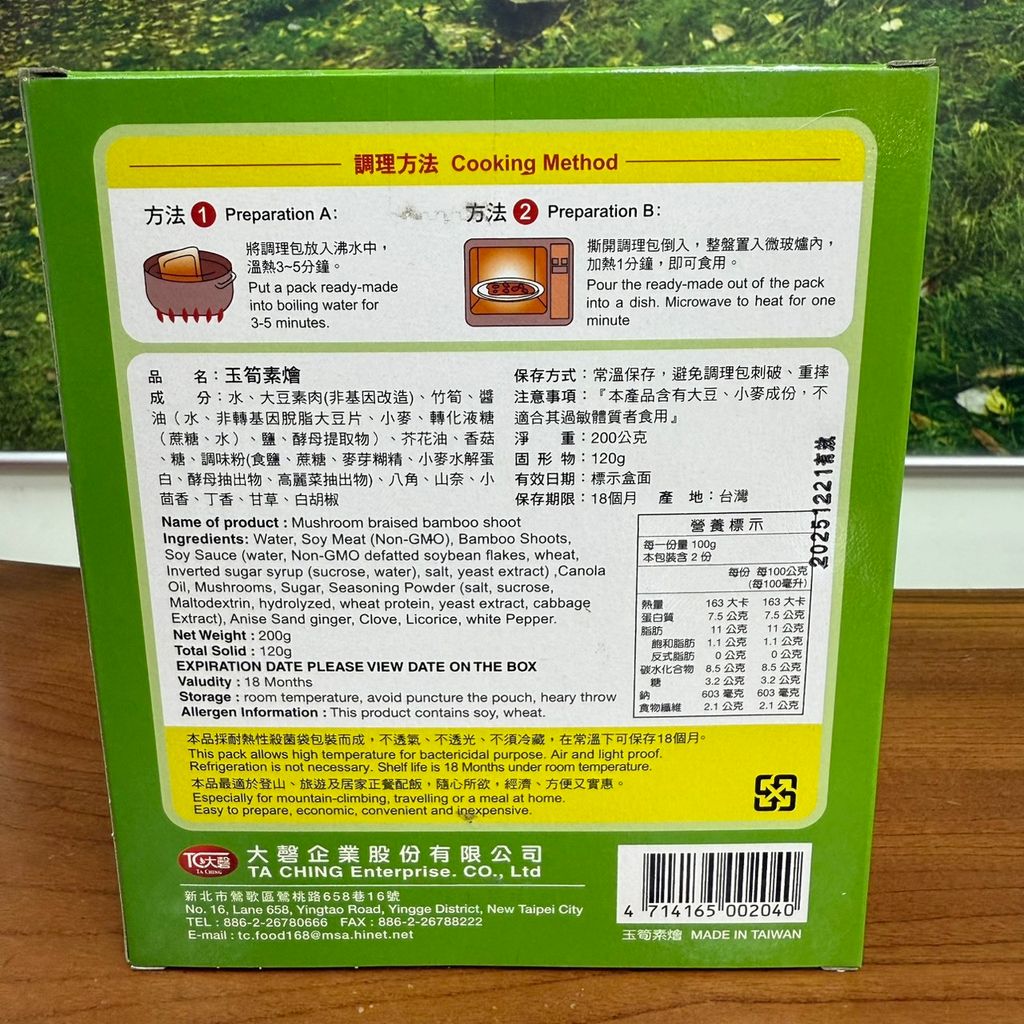 調理方法 Cooking Method
方法 1 Preparation A:
將調理包放入沸水中，
溫熱3~5分鐘。
Put a pack ready-made
into boiling water for
3-5 minutes.
方法 2 Preparation B:
撕開調理包倒入，整盤置入微玻爐內，
加熱1分鐘，即可食用。
Pour the ready-made out of the pack
into a dish. Microwave to heat for one
minute
品 名：玉筍素燴
成 分：水、大豆素肉(非基因改造)、竹筍、醬
油（水、非轉基因脫脂大豆片、小麥、轉化液糖
（蔗糖、水）、鹽、酵母提取物）、芥花油、香菇
、糖、調味粉(食鹽、蔗糖、麥芽糊精、小麥水解蛋
白、酵母抽出物、高麗菜抽出物)、八角、山奈、小
茴香、丁香、甘草、白胡椒
保存方式：常溫保存，避免調理包刺破、重摔
注意事項：『本產品含有大豆、小麥成份，不
適合其過敏體質者食用』
淨 重：200公克
固 形 物：120g
有效日期：標示盒面
保存期限：18個月 產 地：台灣
20251221有效
Name of product : Mushroom braised bamboo shoot
Ingredients: Water, Soy Meat (Non-GMO), Bamboo Shoots,
Soy Sauce (water, Non-GMO defatted soybean flakes, wheat,
Inverted sugar syrup (sucrose, water), salt, yeast extract) ,Canola
Oil, Mushrooms, Sugar, Seasoning Powder (salt, sucrose,
Maltodextrin, hydrolyzed, wheat protein, yeast extract, cabbage
Extract), Anise Sand ginger, Clove, Licorice, white Pepper.
Net Weight : 200g
Total Solid : 120g
EXPIRATION DATE PLEASE VIEW DATE ON THE BOX
Valudity : 18 Months
Storage : room temperature, avoid puncture the pouch, heary throw
Allergen Information : This product contains soy, wheat.
營養標示
每一份量 100g
本包裝含 2 份
每份 每100公克
(每100毫升)
熱量 163 大卡 163 大卡
蛋白質 7.5 公克 7.5 公克
脂肪 11 公克 11 公克
飽和脂肪 1.1 公克 1.1 公克
反式脂肪 0 公克 0 公克
碳水化合物 8.5 公克 8.5 公克
糖 3.2 公克 3.2 公克
鈉 603 毫克 603 毫克
食物纖維 2.1 公克 2.1 公克
本品採耐熱性殺菌袋包裝而成，不透氣、不透光、不須冷藏，在常溫下可保存18個月。
This pack allows high temperature for bactericidal purpose. Air and light proof.
Refrigeration is not necessary. Shelf life is 18 Months under room temperature.
本品最適於登山、旅遊及居家正餐配飯，隨心所欲，經濟、方便又實惠。
Especially for mountain-climbing, travelling or a meal at home.
Easy to prepare, economic, convenient and inexpensive.
TC大磬
TA CHING
大磬企業股份有限公司
TA CHING Enterprise. CO., Ltd
新北市鶯歌區鶯桃路658巷16號
No. 16, Lane 658, Yingtao Road, Yingge District, New Taipei City
TEL : 886-2-26780666 FAX : 886-2-26788222
E-mail : tc.food168@msa.hinet.net
4 714165 002040
玉筍素燴 MADE IN TAIWAN